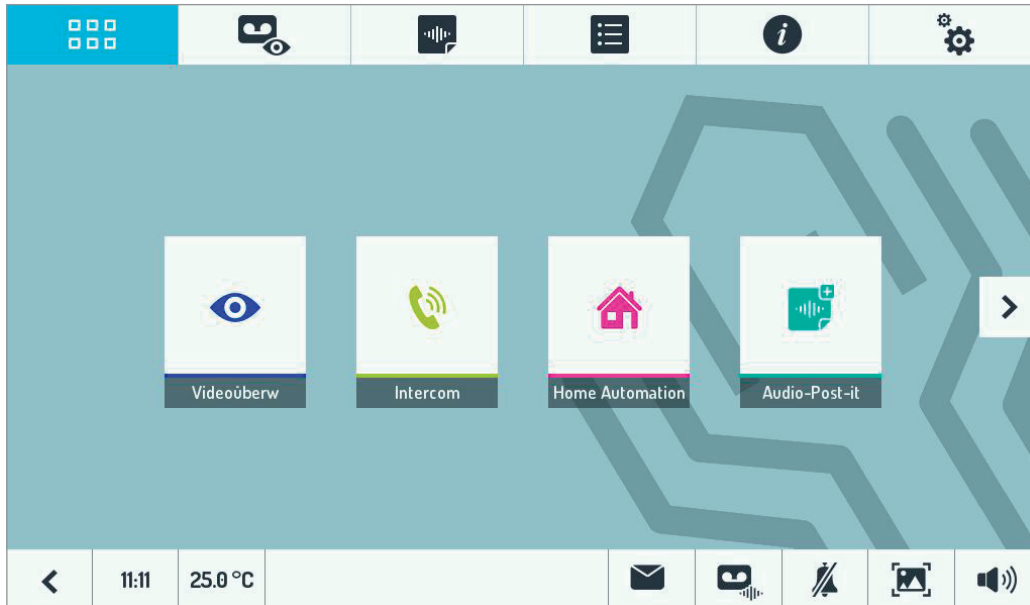 i
Videoüberw
Intercom
Home Automation
Audio-Post-it
11:11
25.0 °C